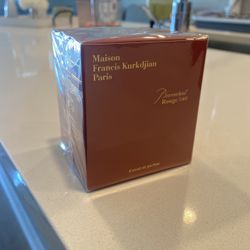 Maison
Francis Kurkdjian
Paris
Baccarat
Rouge 540
Extrait de parfum